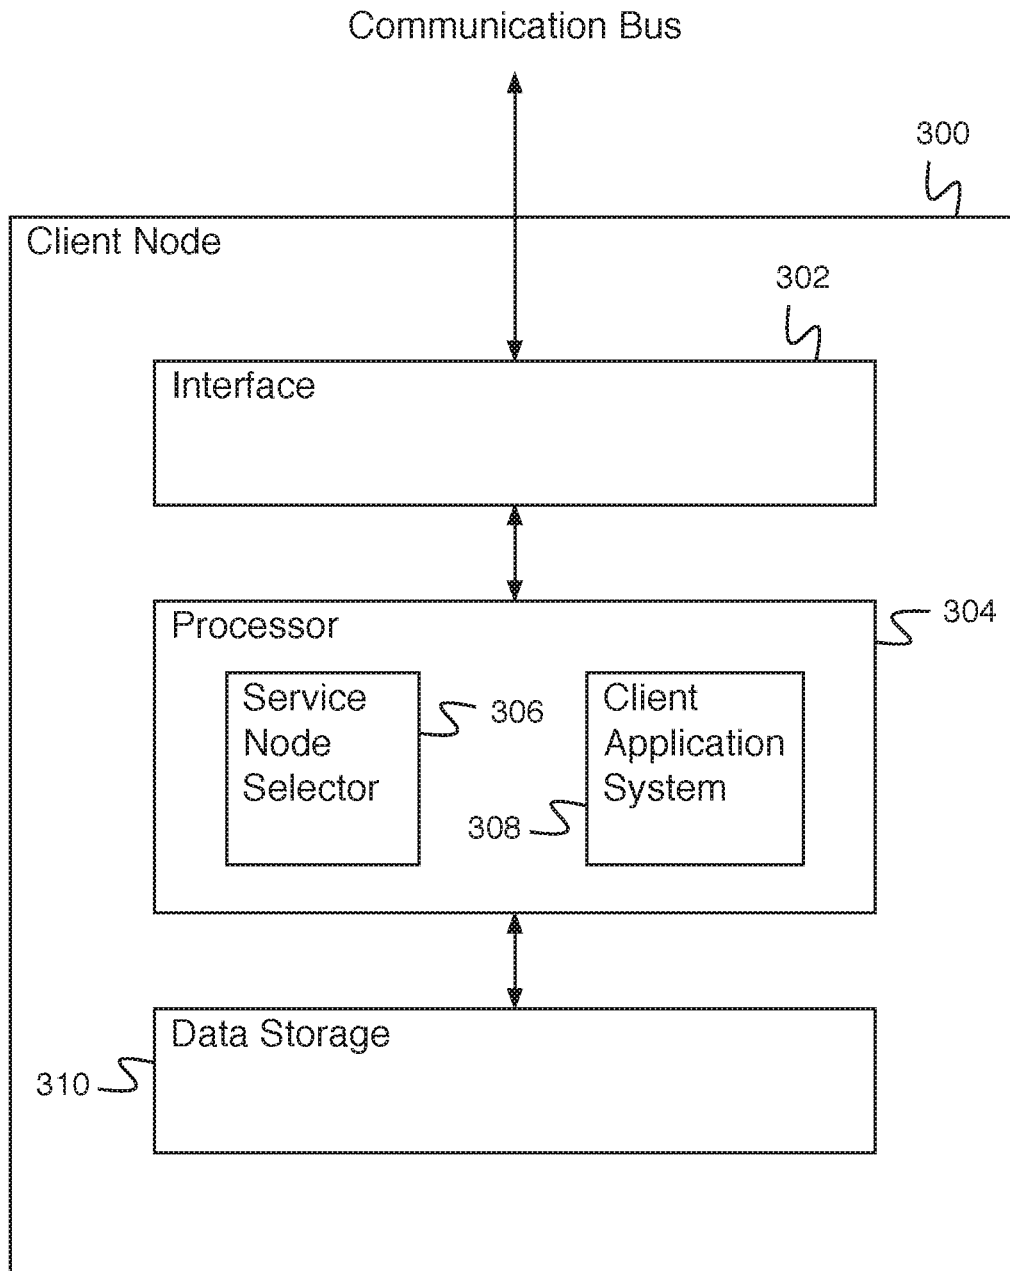 Communication Bus
300
Client Node
302
Interface
Processor
304
Service
Node
Selector
306
Client
Application
System
308
Data Storage
310